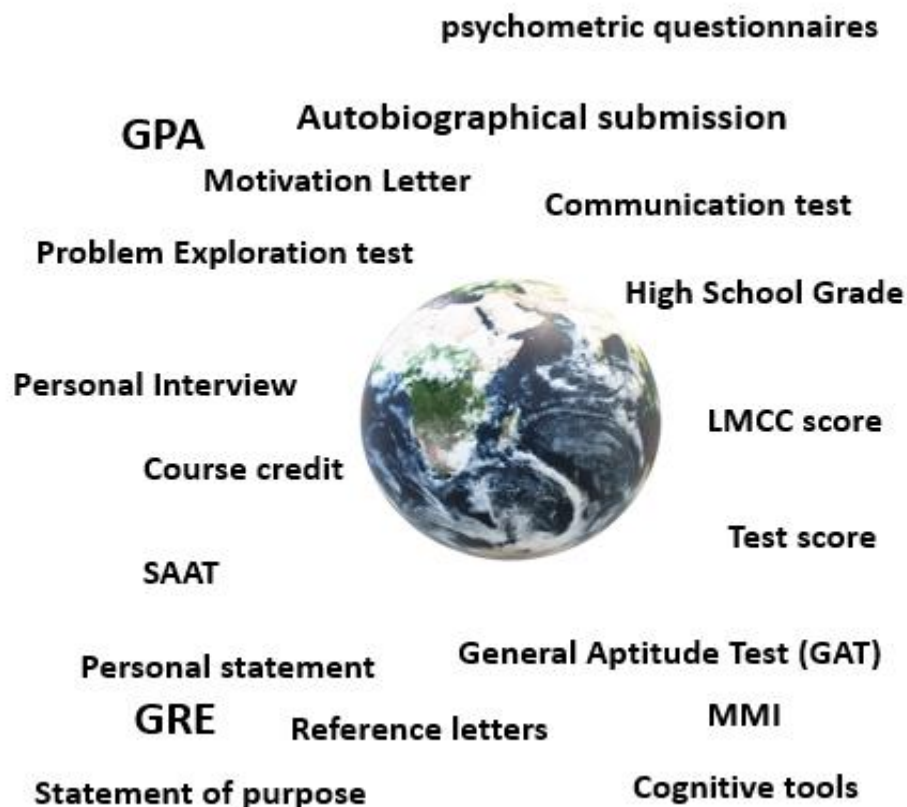 psychometric questionnaires
Autobiographical submission
GPA
Motivation Letter
Communication test
Problem Exploration test
High School Grade
Personal Interview
LMCC score
Course credit
Test score
SAAT
General Aptitude Test (GAT)
Personal statement
MMI
GRE
Reference letters
Cognitive tools
Statement of purpose